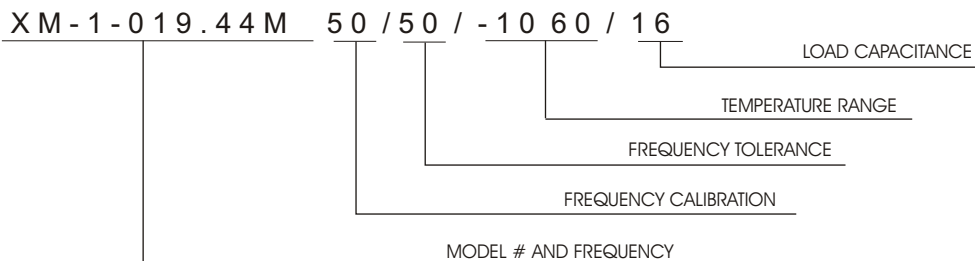 XM-1-019.44M 50/50/-1060/16
LOAD CAPACITANCE
TEMPERATURE RANGE
FREQUENCY TOLERANCE
FREQUENCY CALIBRATION
MODEL # AND FREQUENCY